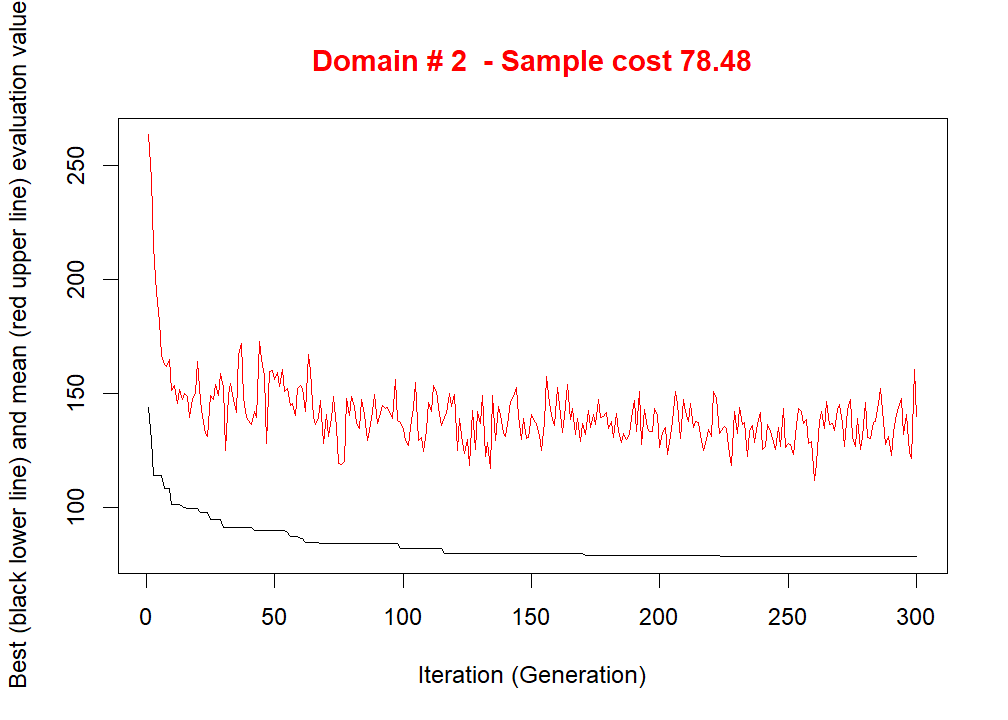 Domain # 2  - Sample cost 78.48
Best (black lower line) and mean (red upper line) evaluation value
250
200
150
100
0 50 100 150 200 250 300
Iteration (Generation)